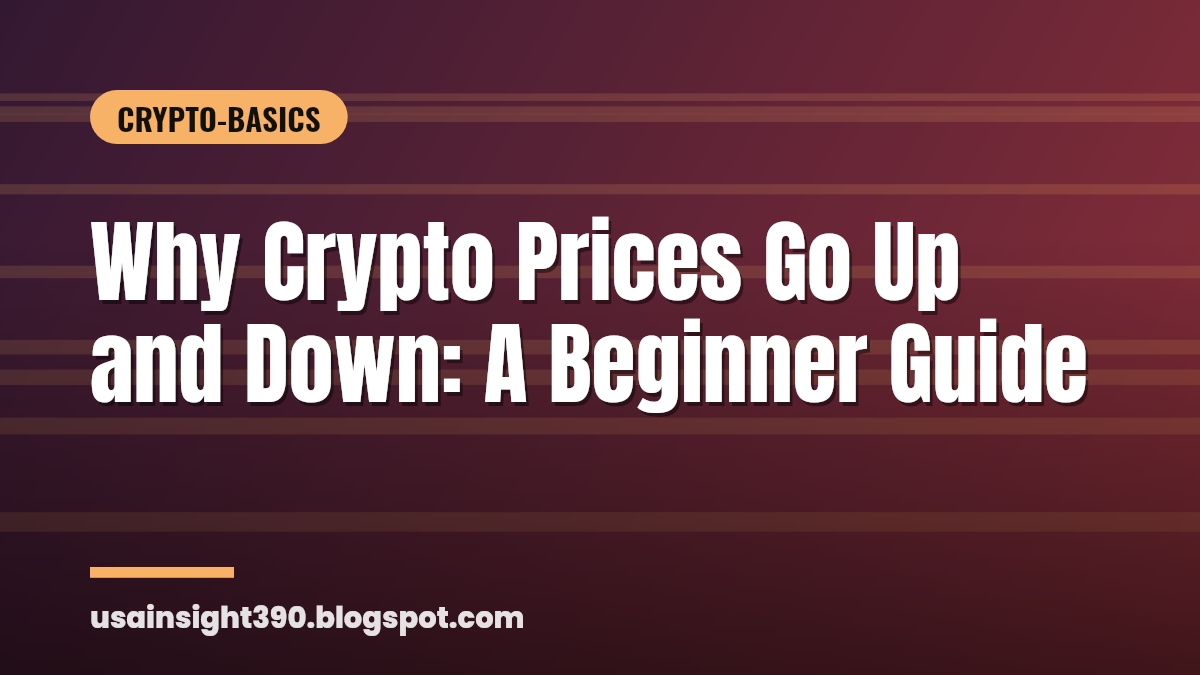 CRYPTO-BASICS
Why Crypto Prices Go Up
and Down: A Beginner Guide
usainsight390.blogspot.com